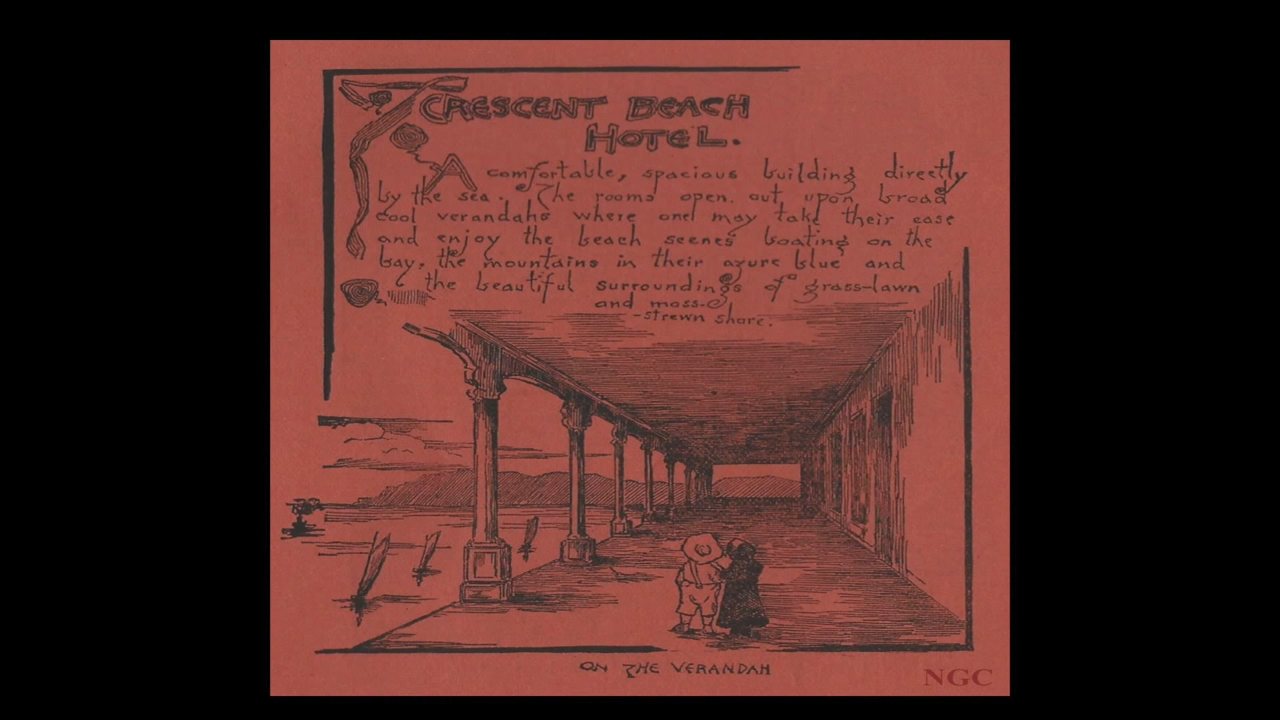 CRESCENT BEACH
HOTEL.
A comfortable, spacious building directly
by the sea. The rooms open out upon broad
cool verandahs where one may take their ease
and enjoy the beach scenes boating on the
bay, the mountains in their azure blue and
the beautiful surroundings of grass-lawn
and moss-
-strewn shore.
ON THE VERANDAH
NGC